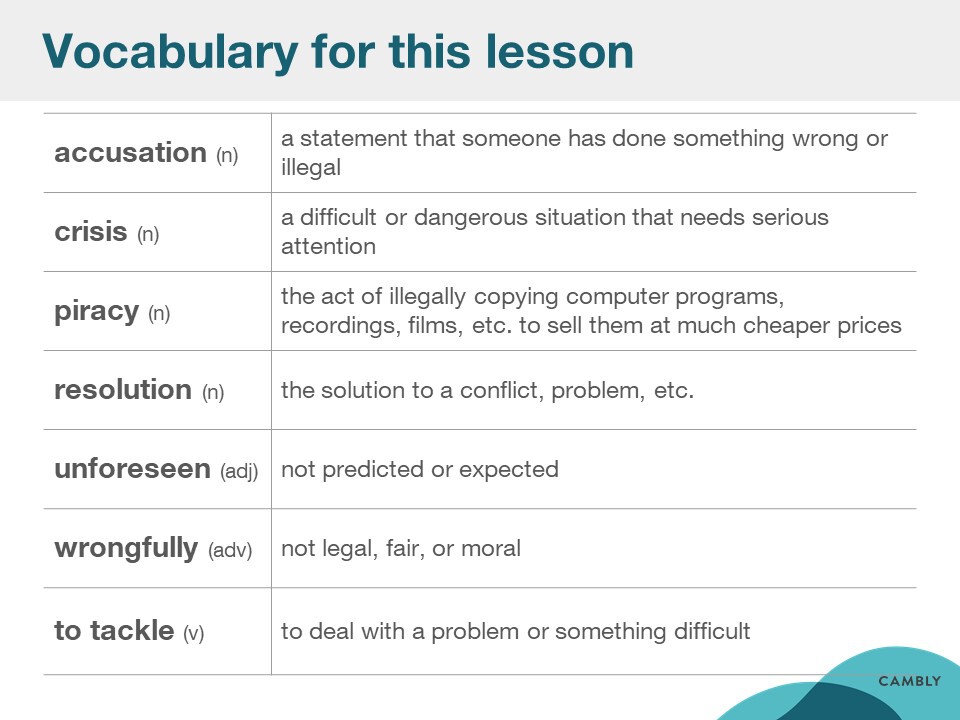 Vocabulary for this lesson
accusation (n)
a statement that someone has done something wrong or
illegal
crisis (n)
a difficult or dangerous situation that needs serious
attention
piracy (n)
the act of illegally copying computer programs,
recordings, films, etc. to sell them at much cheaper prices
resolution (n)
the solution to a conflict, problem, etc.
unforeseen (adj)
not predicted or expected
wrongfully (adv)
not legal, fair, or moral
to tackle (v)
to deal with a problem or something difficult
CAMBLY